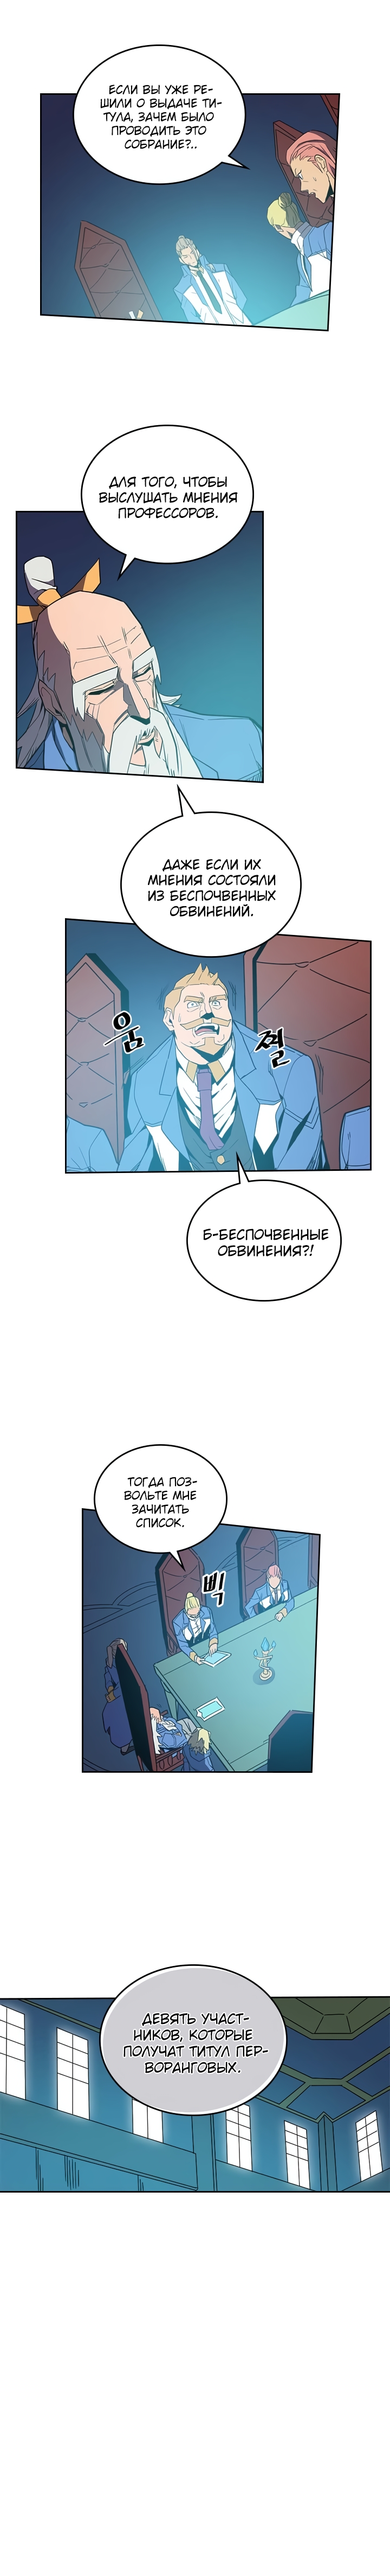 ЕСЛИ ВЫ УЖЕ РЕ-
ШИЛИ О ВЫДАЧЕ ТИ-
ТУЛА, ЗАЧЕМ БЫЛО
ПРОВОДИТЬ ЭТО
СОБРАНИЕ?..
ДЛЯ ТОГО, ЧТОБЫ
ВЫСЛУШАТЬ МНЕНИЯ
ПРОФЕССОРОВ.
ДАЖЕ ЕСЛИ ИХ
МНЕНИЯ СОСТОЯЛИ
ИЗ БЕСПОЧВЕННЫХ
ОБВИНЕНИЙ.
움
찔
Б-БЕСПОЧВЕННЫЕ
ОБВИНЕНИЯ?!
ТОГДА ПОЗ-
ВОЛЬТЕ МНЕ
ЗАЧИТАТЬ
СПИСОК.
삑
ДЕВЯТЬ УЧАСТ-
НИКОВ, КОТОРЫЕ
ПОЛУЧАТ ТИТУЛ ПЕР-
ВОРАНГОВЫХ.